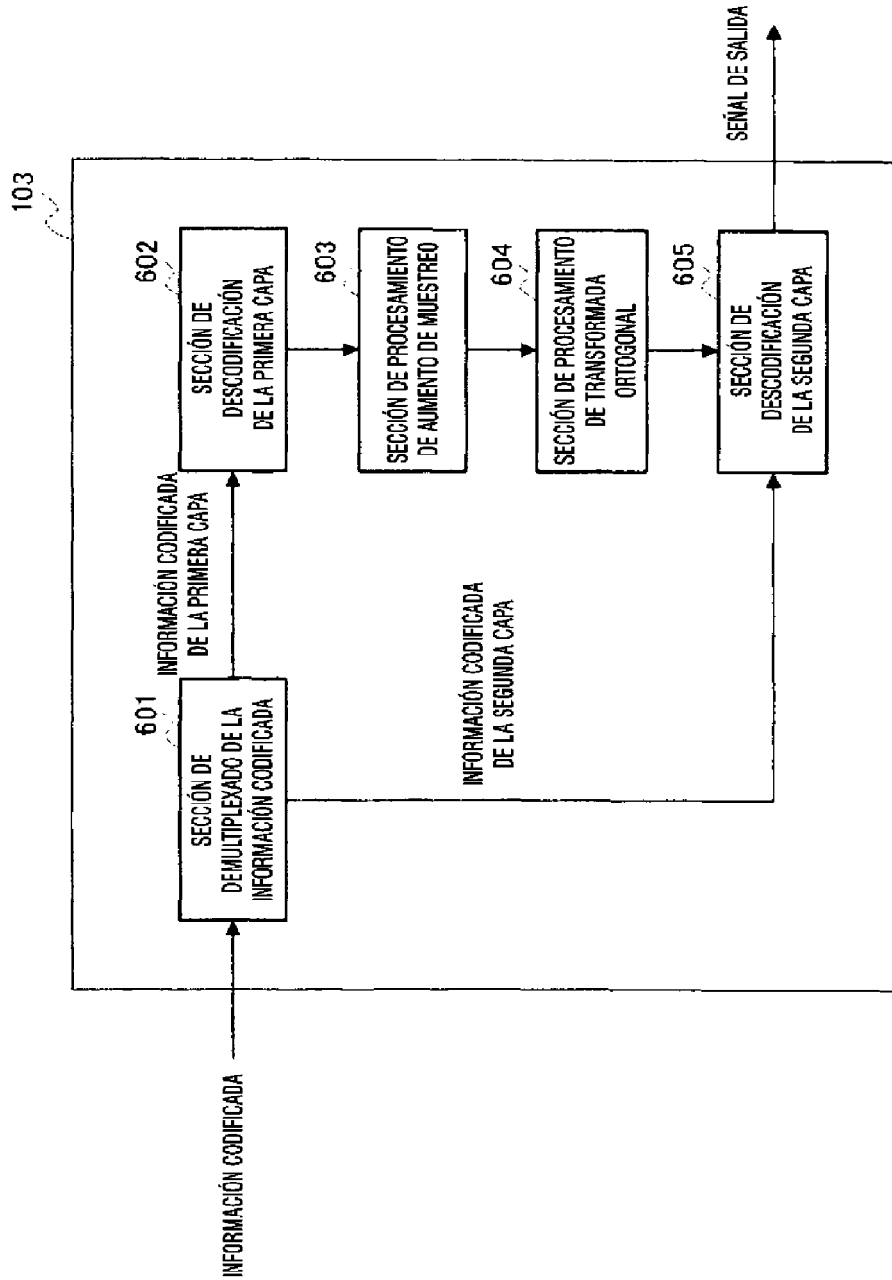 103
INFORMACIÓN CODIFICADA
601
SECCIÓN DE
DEMULTIPLEXADO DE LA
INFORMACIÓN CODIFICADA
INFORMACIÓN CODIFICADA
DE LA PRIMERA CAPA
602
SECCIÓN DE
DESCODIFICACIÓN
DE LA PRIMERA CAPA
603
SECCIÓN DE PROCESAMIENTO
DE AUMENTO DE MUESTREO
604
SECCIÓN DE PROCESAMIENTO
DE TRANSFORMADA
ORTOGONAL
INFORMACIÓN CODIFICADA
DE LA SEGUNDA CAPA
605
SECCIÓN DE
DESCODIFICACIÓN
DE LA SEGUNDA CAPA
SEÑAL DE SALIDA